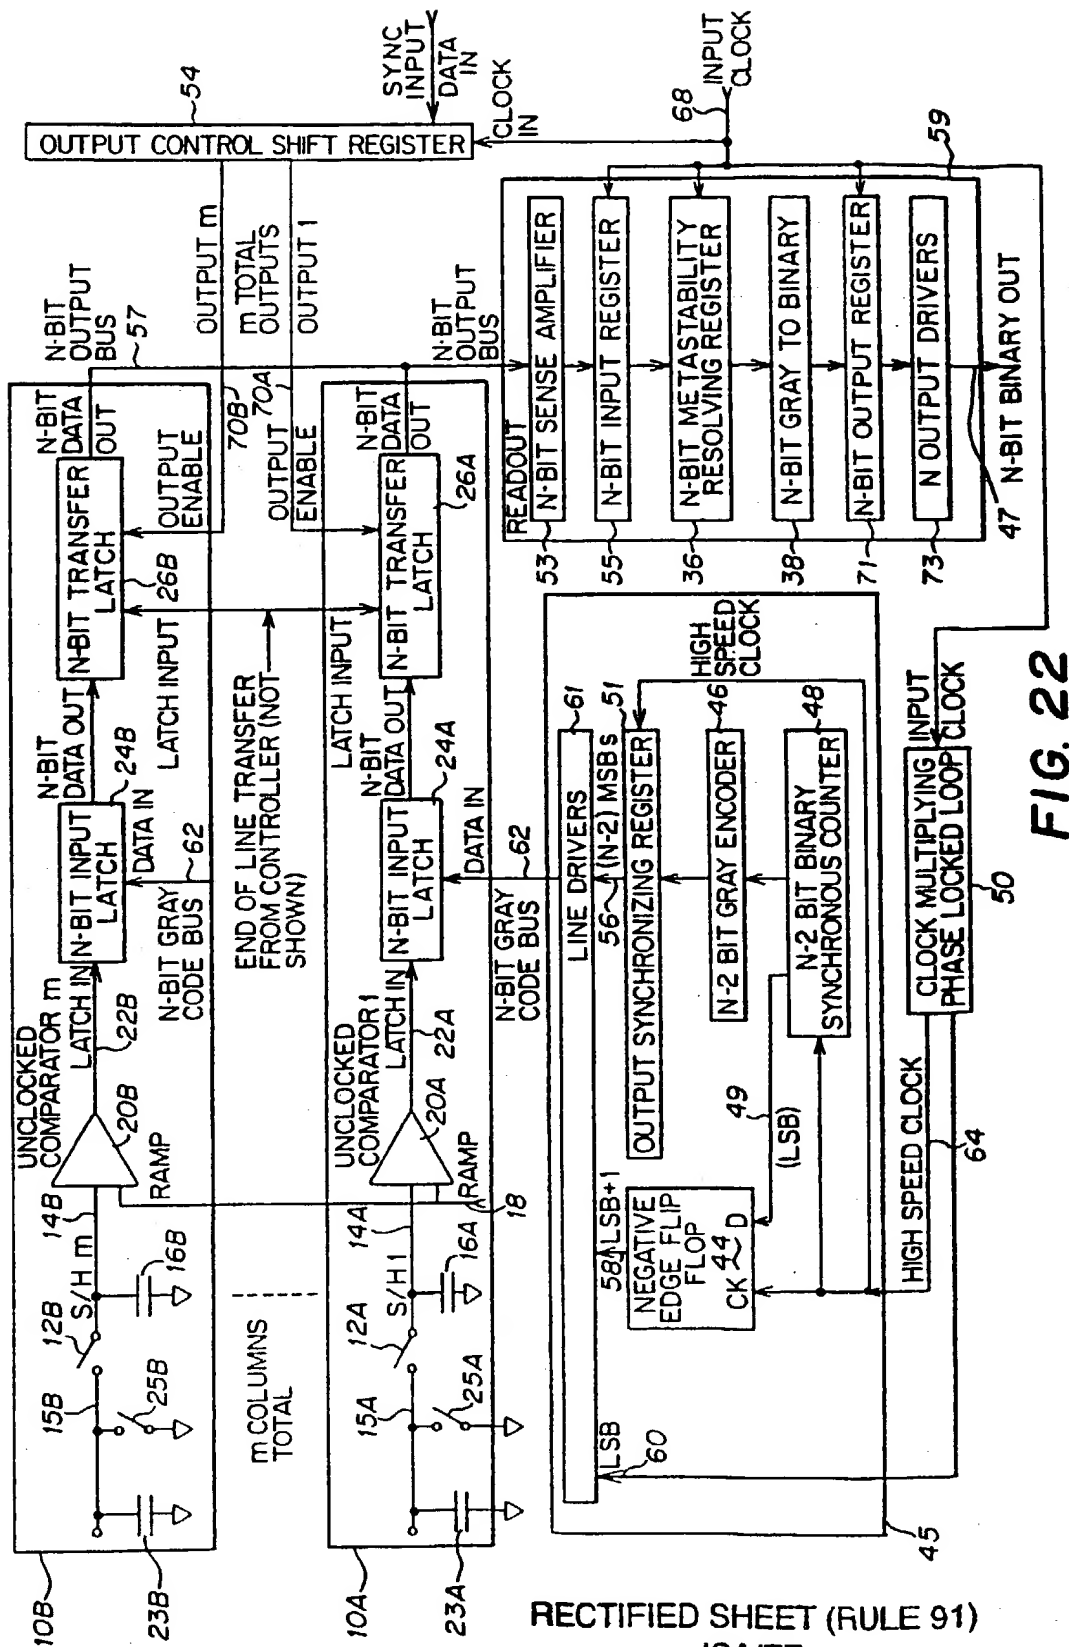 10B
23B
15B
25B
12B
S/H m
16B
14B
UNCLOCKED
COMPARATOR m
20B
RAMP
LATCH IN
22B
N-BIT GRAY
CODE BUS
62
N-BIT INPUT
LATCH
DATA IN
24B
N-BIT
DATA OUT
LATCH INPUT
N-BIT TRANSFER
LATCH
26B
OUTPUT
ENABLE
N-BIT
DATA
OUT
N-BIT
OUTPUT
BUS
57
70B
70A
OUTPUT m
m TOTAL
OUTPUTS
OUTPUT 1
54
OUTPUT CONTROL SHIFT REGISTER
SYNC
INPUT
DATA
IN
CLOCK
IN
68
INPUT
CLOCK
m COLUMNS
TOTAL
END OF LINE TRANSFER
FROM CONTROLLER (NOT
SHOWN)
10A
23A
15A
25A
12A
S/H 1
16A
14A
UNCLOCKED
COMPARATOR 1
20A
RAMP
18
LATCH IN
22A
N-BIT GRAY
CODE BUS
62
N-BIT INPUT
LATCH
DATA IN
24A
N-BIT
DATA OUT
LATCH INPUT
N-BIT TRANSFER
LATCH
26A
OUTPUT
ENABLE
N-BIT
DATA
OUT
N-BIT
OUTPUT
BUS
READOUT
59
53
N-BIT SENSE AMPLIFIER
55
N-BIT INPUT REGISTER
36
N-BIT METASTABILITY
RESOLVING REGISTER
38
N-BIT GRAY TO BINARY
71
N-BIT OUTPUT REGISTER
73
N OUTPUT DRIVERS
47
N-BIT BINARY OUT
45
LSB
60
LINE DRIVERS
61
58
LSB+1
NEGATIVE
EDGE FLIP
FLOP
44
CK
D
56
(N-2) MSBs
51
OUTPUT SYNCHRONIZING REGISTER
HIGH
SPEED
CLOCK
N-2 BIT GRAY ENCODER
46
49
(LSB)
N-2 BIT BINARY
SYNCHRONOUS COUNTER
48
HIGH SPEED CLOCK
64
CLOCK MULTIPLYING
PHASE LOCKED LOOP
50
INPUT
CLOCK
FIG. 22
RECTIFIED SHEET (RULE 91)